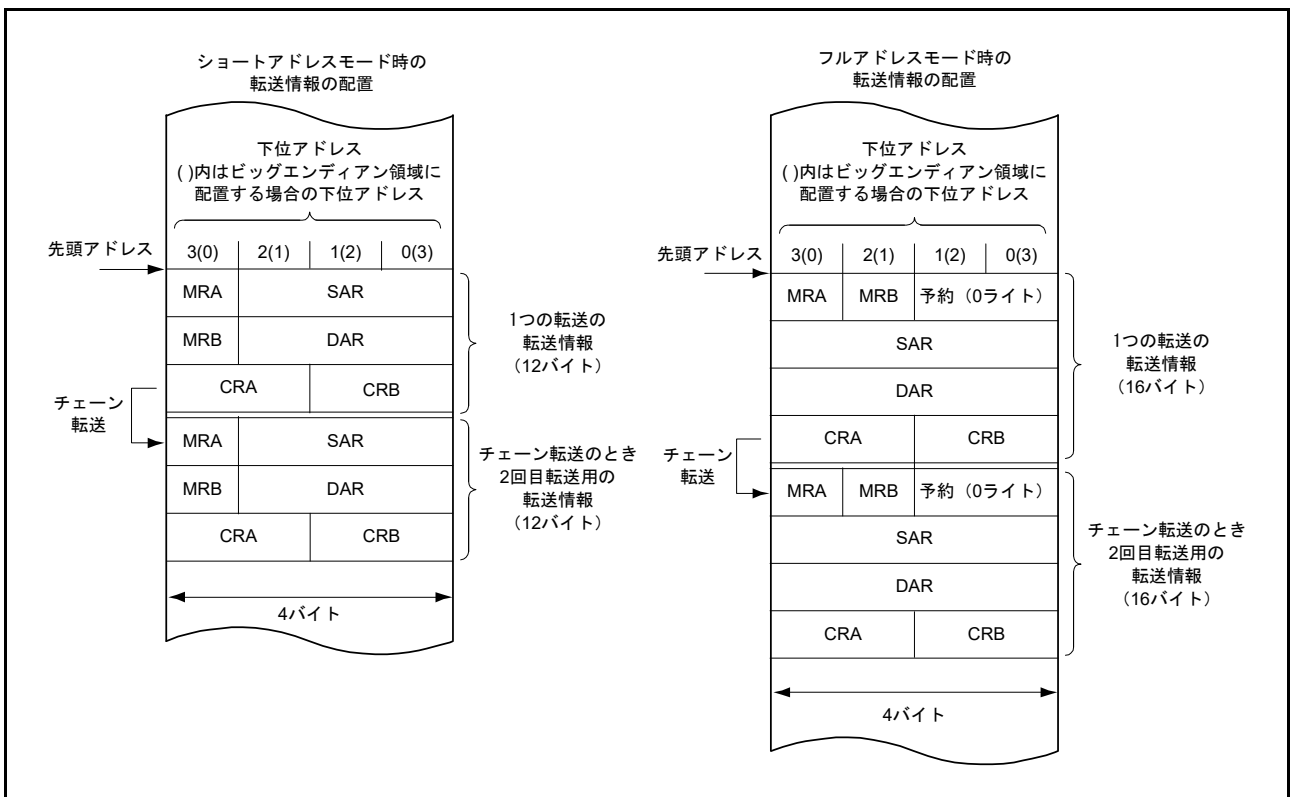 ショートアドレスモード時の
転送情報の配置
下位アドレス
( )内はビッグエンディアン領域に
配置する場合の下位アドレス
先頭アドレス
3(0) 2(1) 1(2) 0(3)
MRA SAR
MRB DAR
CRA CRB
1つの転送の
転送情報
(12バイト)
チェーン
転送
MRA SAR
MRB DAR
CRA CRB
チェーン転送のとき
2回目転送用の
転送情報
(12バイト)
4バイト
フルアドレスモード時の
転送情報の配置
下位アドレス
( )内はビッグエンディアン領域に
配置する場合の下位アドレス
先頭アドレス
3(0) 2(1) 1(2) 0(3)
MRA MRB 予約(0ライト)
SAR
DAR
CRA CRB
1つの転送の
転送情報
(16バイト)
チェーン
転送
MRA MRB 予約(0ライト)
SAR
DAR
CRA CRB
チェーン転送のとき
2回目転送用の
転送情報
(16バイト)
4バイト